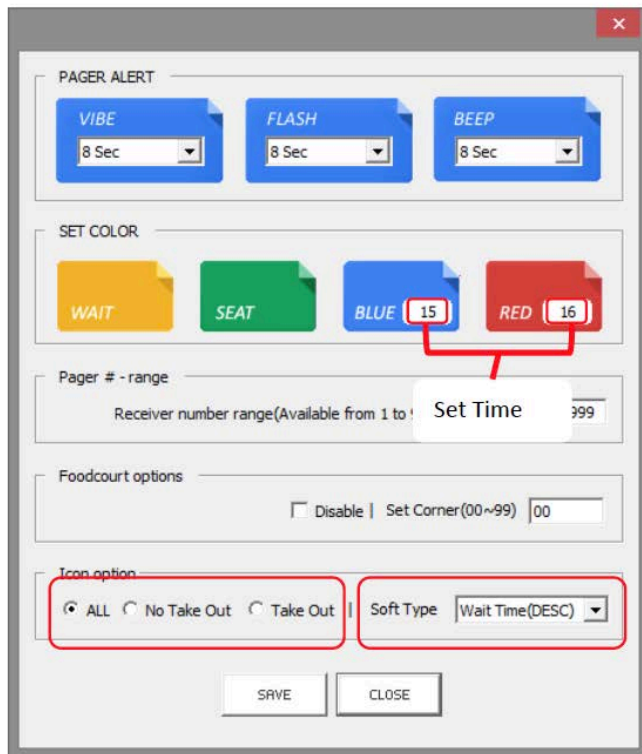 PAGER ALERT
VIBE FLASH BEEP
8 Sec 8 Sec 8 Sec
SET COLOR
WAIT SEAT BLUE 15 RED 16
Pager # - range
Receiver number range(Available from 1 to 999
Set Time
Foodcourt options
Disable | Set Corner(00~99) 00
Icon option
ALL No Take Out Take Out | Soft Type Wait Time(DESC)
SAVE CLOSE